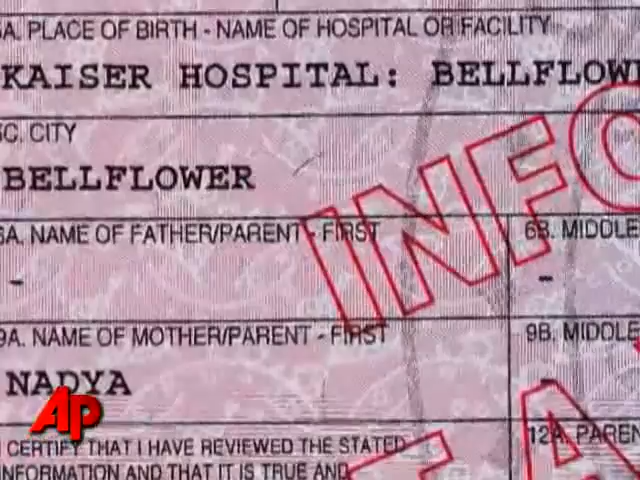 5A. PLACE OF BIRTH - NAME OF HOSPITAL OR FACILITY
KAISER HOSPITAL: BELLFLOW
5C. CITY
BELLFLOWER
INFO
6A. NAME OF FATHER/PARENT - FIRST
6B. MIDDLE
-
-
9A. NAME OF MOTHER/PARENT - FIRST
9B. MIDDLE
NADYA
AP
12A. PAREN
I CERTIFY THAT I HAVE REVIEWED THE STATED
INFORMATION AND THAT IT IS TRUE AND